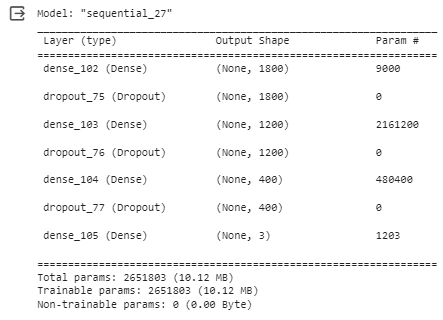 Model: "sequential_27"
Layer (type) Output Shape Param #
dense_102 (Dense) (None, 1800) 9000
dropout_75 (Dropout) (None, 1800) 0
dense_103 (Dense) (None, 1200) 2161200
dropout_76 (Dropout) (None, 1200) 0
dense_104 (Dense) (None, 400) 480400
dropout_77 (Dropout) (None, 400) 0
dense_105 (Dense) (None, 3) 1203
Total params: 2651803 (10.12 MB)
Trainable params: 2651803 (10.12 MB)
Non-trainable params: 0 (0.00 Byte)